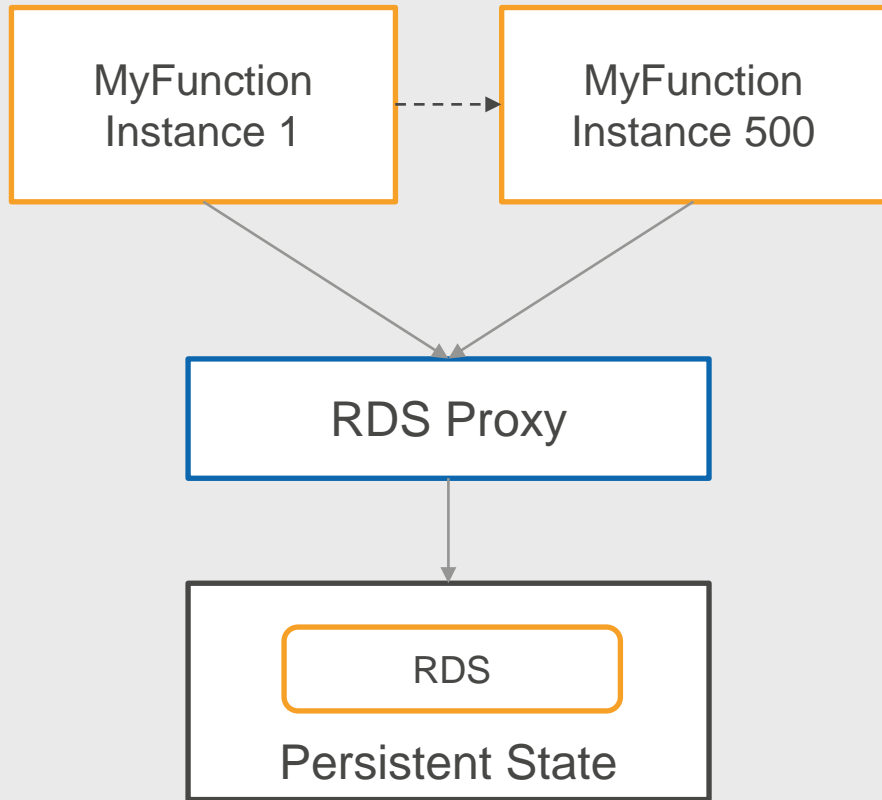 MyFunction
Instance 1
MyFunction
Instance 500
RDS Proxy
RDS
Persistent State